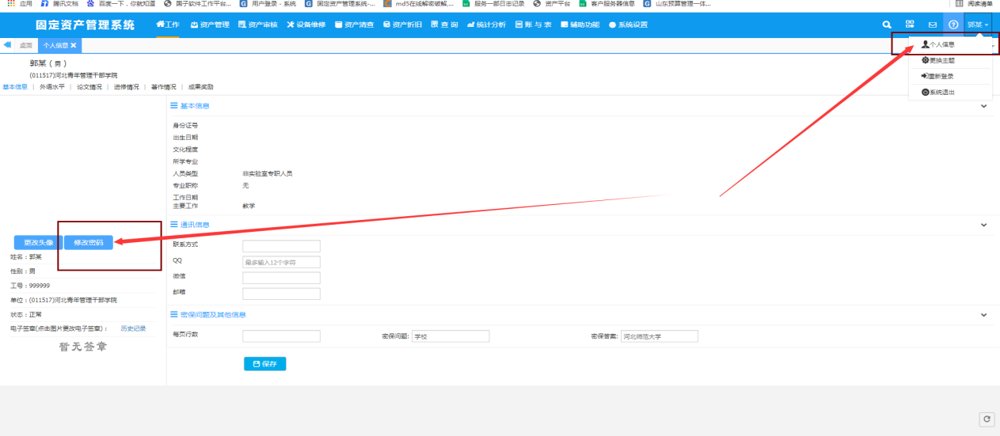 应用 腾讯文档 百度一下，你就知道 国子软件工作平台... 用户登录 - 系统 固定资产管理系统-... md5在线解密破解,... 服务一部日志记录 资产平台 客户服务器信息 山东预算管理一体... 阅读清单
固定资产管理系统 工作 资产管理 资产审核 设备维修 资产清查 资产折旧 查 询 统计分析 账 与 表 辅助功能 系统设置 郭某
桌面 个人信息
个人信息
更换主题
重新登录
系统退出
郭某 ( 男 )
(011517)河北青年管理干部学院
基本信息 | 外语水平 | 论文情况 | 进修情况 | 著作情况 | 成果奖励
基本信息
身份证号
出生日期
文化程度
所学专业
人员类型 非实验室专职人员
专业职称 无
工作日期
主要工作 教学
通讯信息
更改头像 修改密码
姓名：郭某
性别：男
工号：999999
单位：(011517)河北青年管理干部学院
状态：正常
电子签章(点击图片更改电子签章)： 历史记录
暂无签章
联系方式
QQ 最多输入12个字符
微信
邮箱
密保问题及其他信息
每页行数 密保问题: 学校 密保答案: 河北师范大学
保存